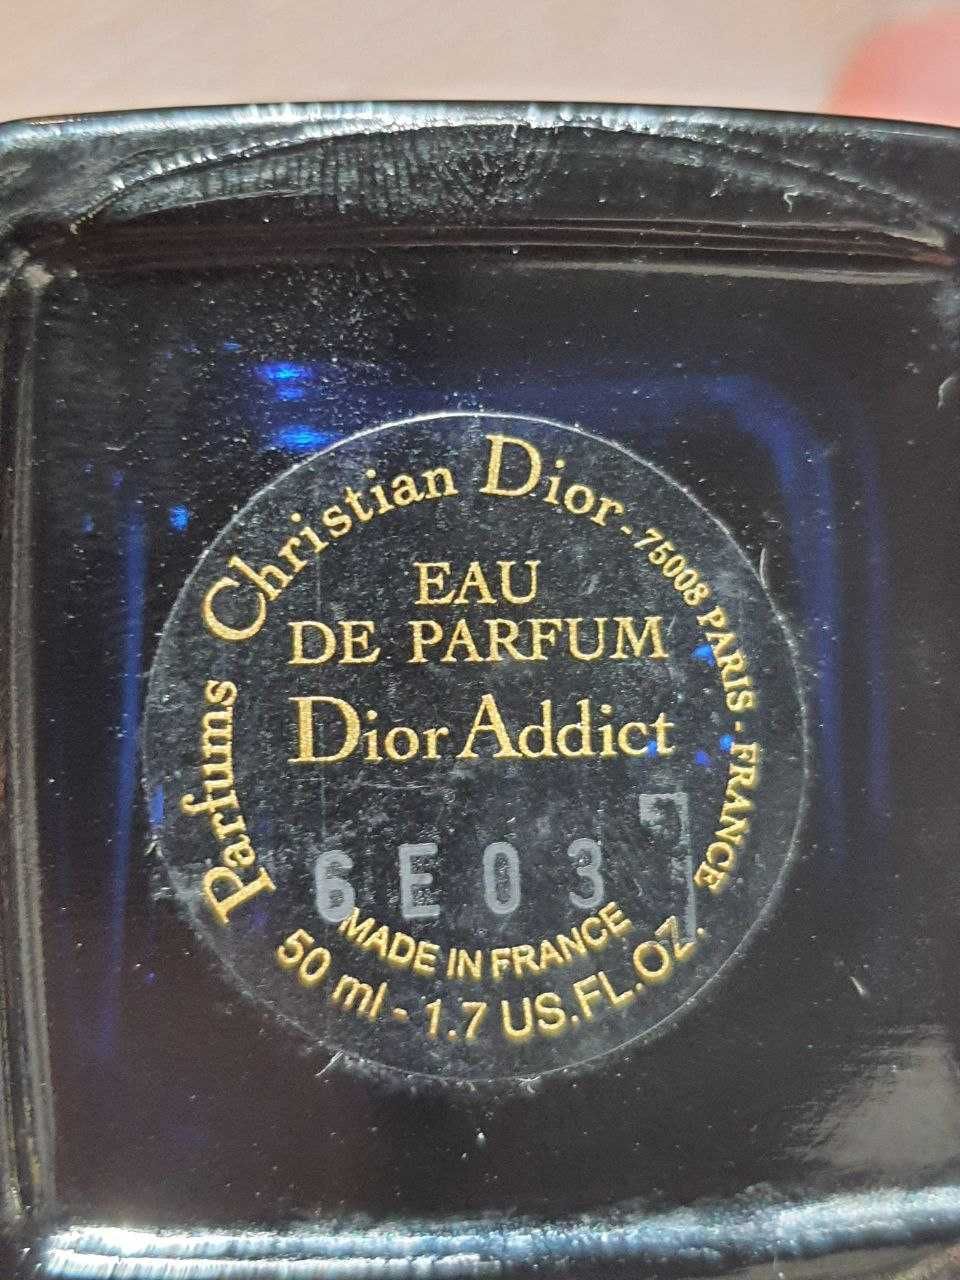 Parfums Christian Dior - 75008 PARIS - FRANCE
EAU
DE PARFUM
Dior Addict
6E03
MADE IN FRANCE
50 ml - 1.7 US.FL.OZ.